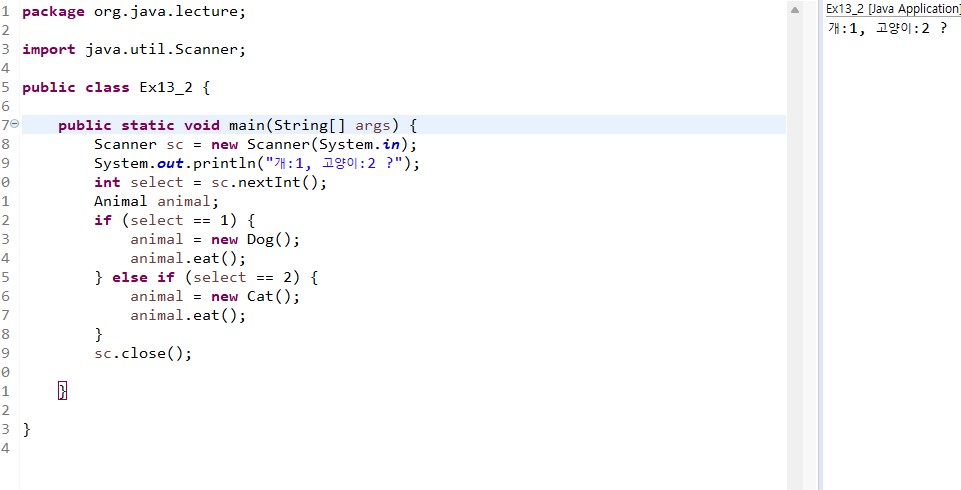 1 package org.java.lecture;
2
3 import java.util.Scanner;
4
5 public class Ex13_2 {
6
7 public static void main(String[] args) {
8 Scanner sc = new Scanner(System.in);
9 System.out.println("개:1, 고양이:2 ?");
0 int select = sc.nextInt();
1 Animal animal;
2 if (select == 1) {
3 animal = new Dog();
4 animal.eat();
5 } else if (select == 2) {
6 animal = new Cat();
7 animal.eat();
8 }
9 sc.close();
0
1 }
2
3 }
4
Ex13_2 [Java Application]
개:1, 고양이:2 ?